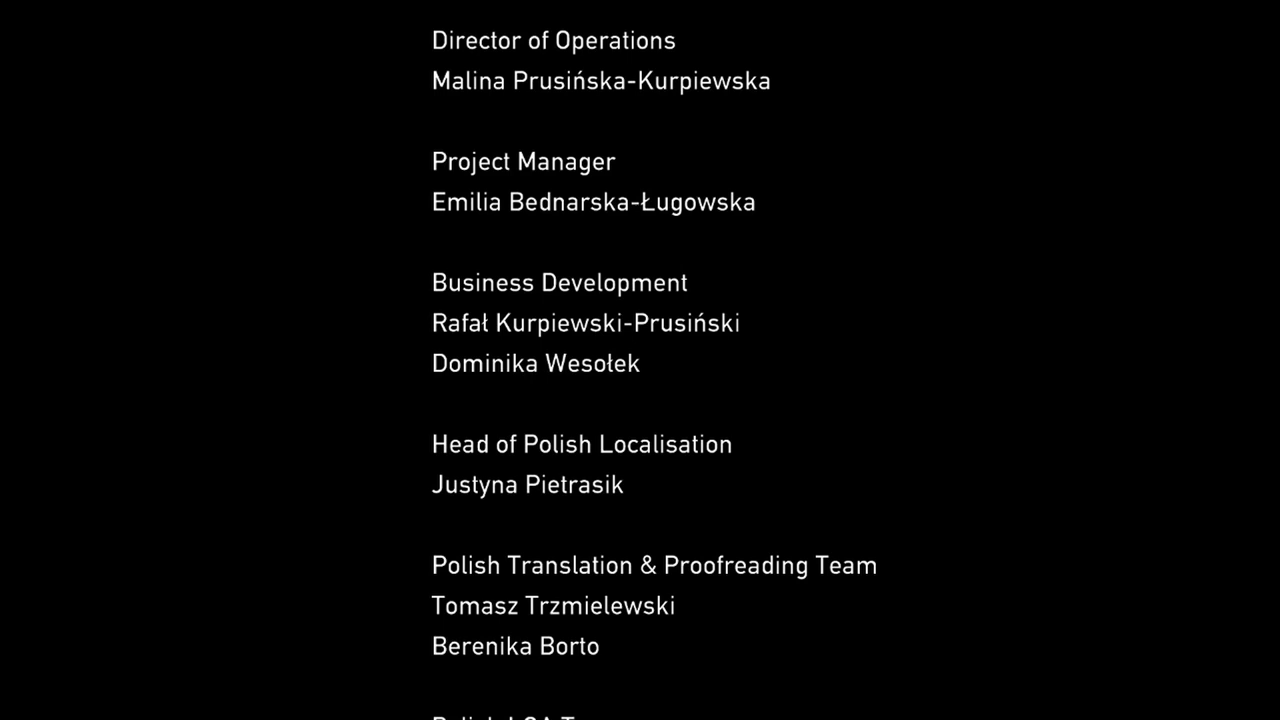 Director of Operations
Malina Prusińska-Kurpiewska
Project Manager
Emilia Bednarska-Ługowska
Business Development
Rafał Kurpiewski-Prusiński
Dominika Wesołek
Head of Polish Localisation
Justyna Pietrasik
Polish Translation & Proofreading Team
Tomasz Trzmielewski
Berenika Borto